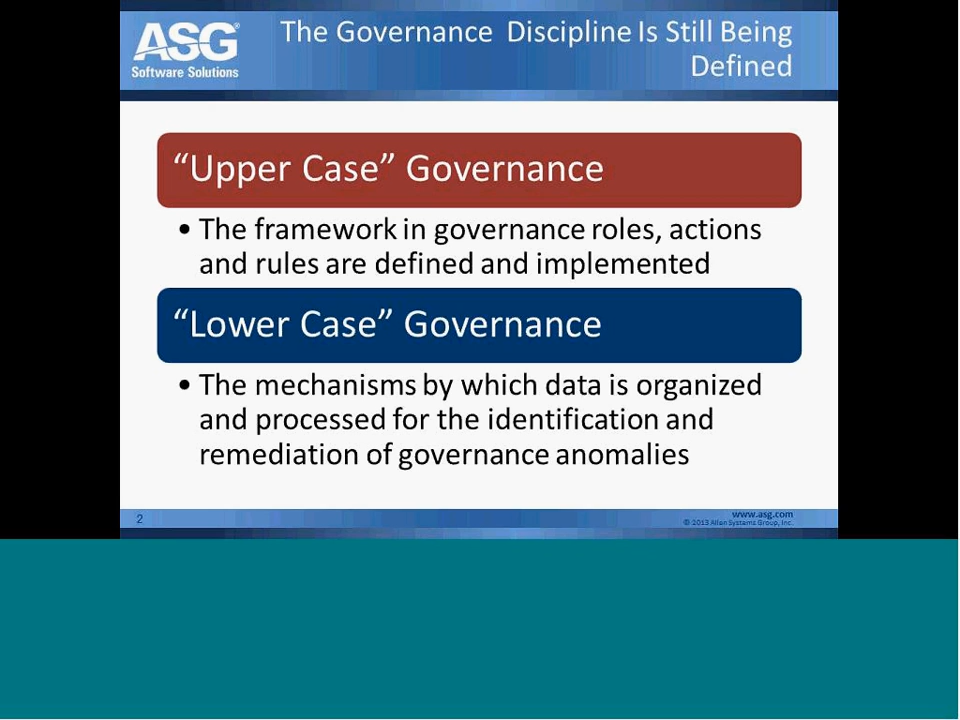 ASG®
Software Solutions
The Governance Discipline Is Still Being
Defined
“Upper Case” Governance
• The framework in governance roles, actions
and rules are defined and implemented
“Lower Case” Governance
• The mechanisms by which data is organized
and processed for the identification and
remediation of governance anomalies
2
www.asg.com
© 2013 Allen Systems Group, Inc.